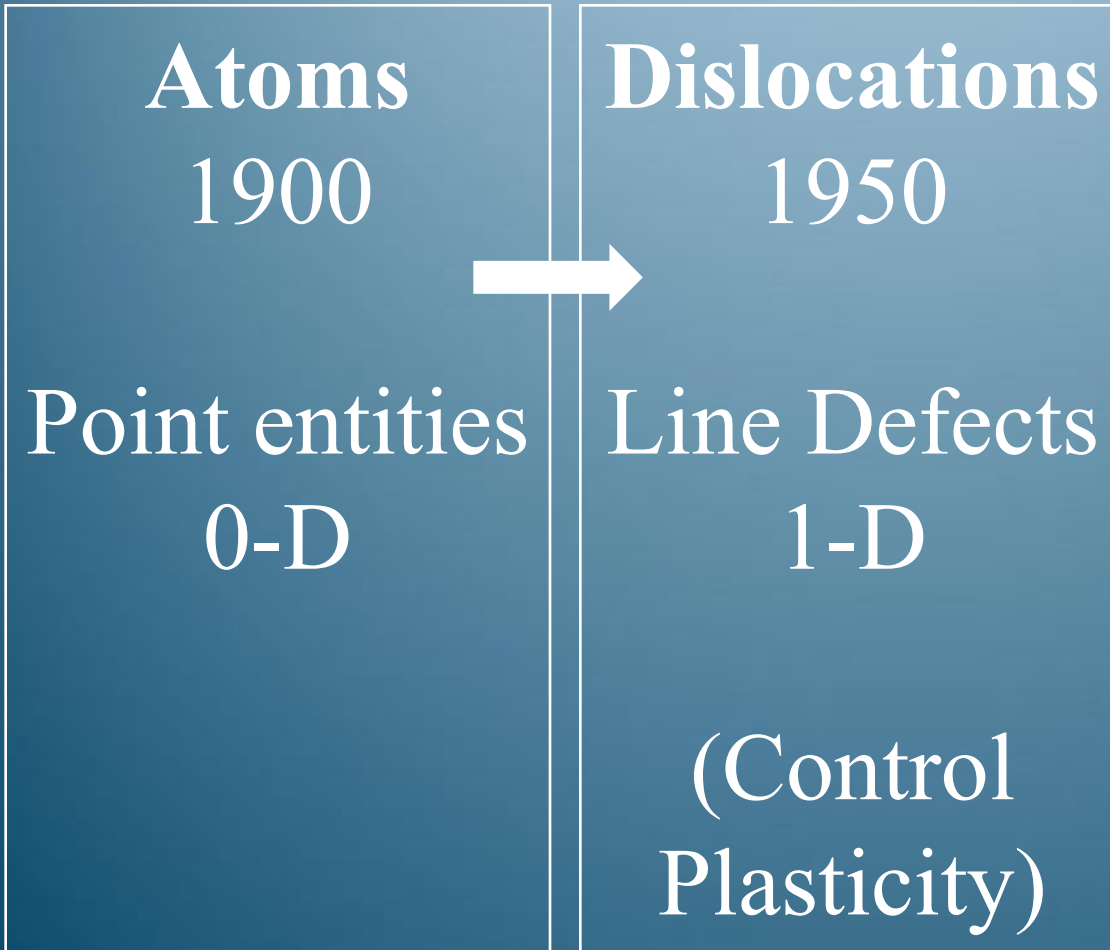 Atoms
1900
Point entities
0-D
Dislocations
1950
Line Defects
1-D
(Control
Plasticity)